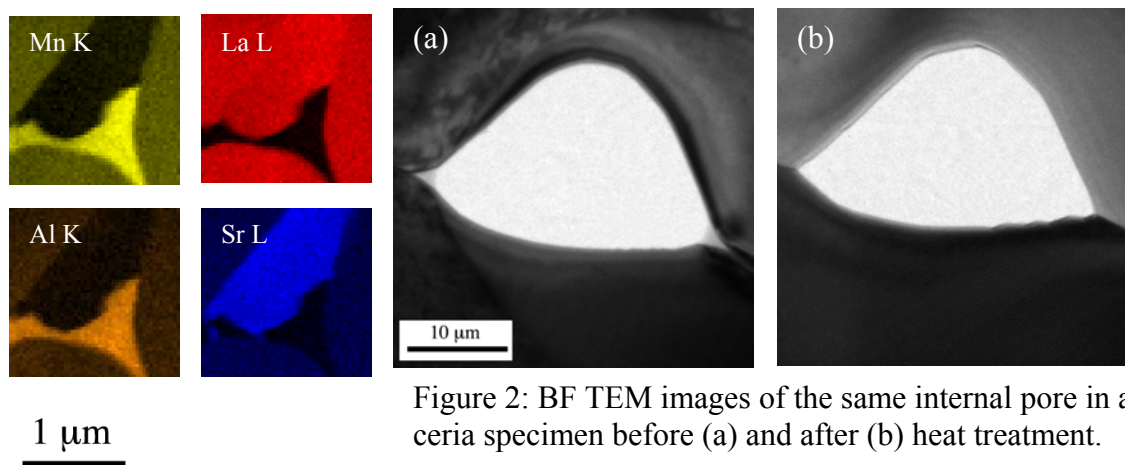 Mn K
La L
Al K
Sr L
1 μm
(a)
(b)
10 μm
Figure 2: BF TEM images of the same internal pore in a
ceria specimen before (a) and after (b) heat treatment.